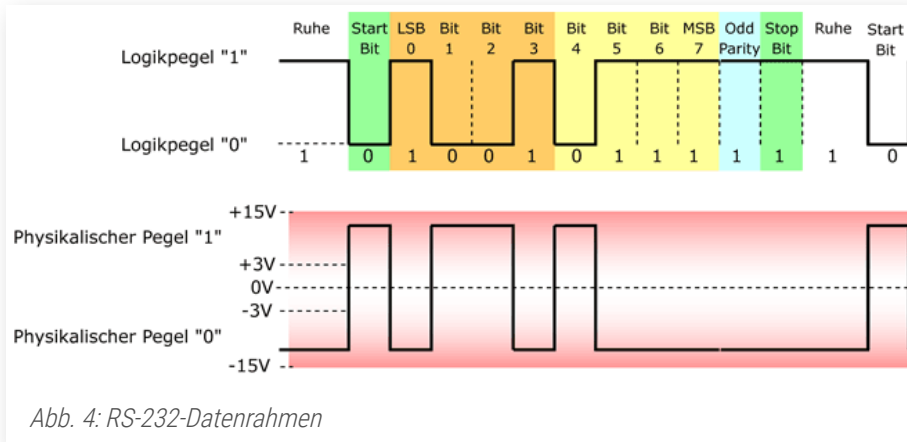 Ruhe Start LSB Bit Bit Bit Bit Bit Bit MSB Odd Stop Ruhe Start
Bit 0 1 2 3 4 5 6 7 Parity Bit Bit
Logikpegel "1"
Logikpegel "0"
1 0 1 0 0 1 0 1 1 1 1 1 1 0
+15V
Physikalischer Pegel "1"
+3V
0V
-3V
Physikalischer Pegel "0"
-15V
Abb. 4: RS-232-Datenrahmen